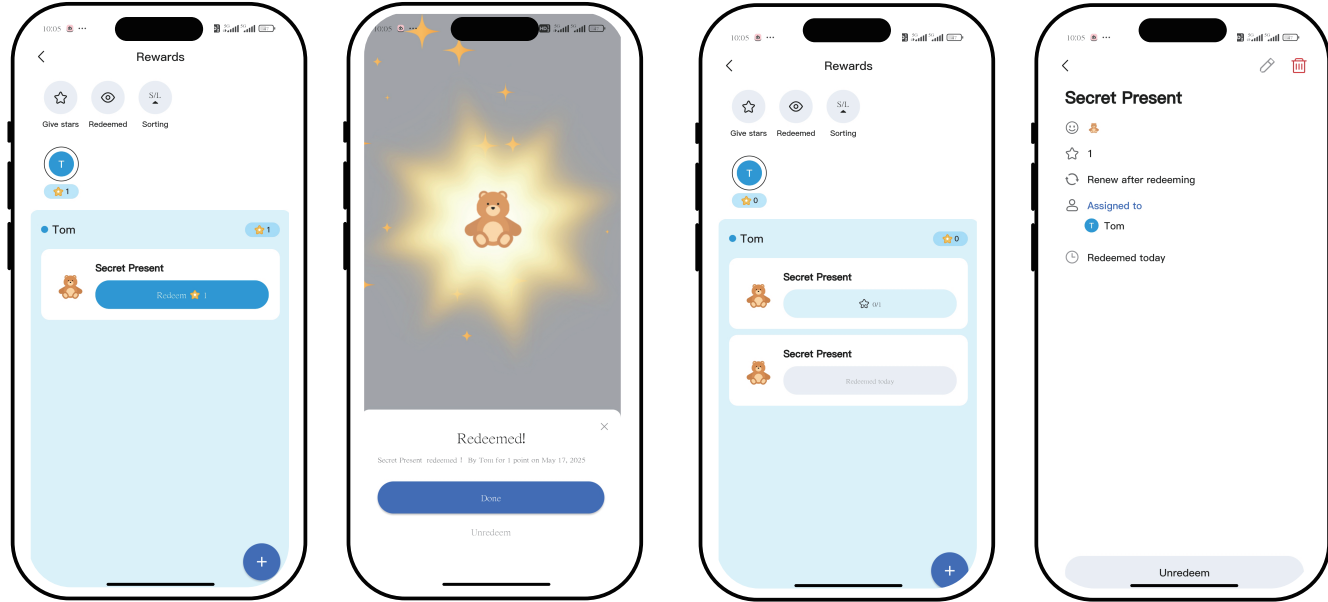 10:05
Rewards
S/L
Give stars Redeemed Sorting
T
1
Tom 1
Secret Present
Redeem 1
10:05
Redeemed!
Secret Present redeemed ! By Tom for 1 point on May 17, 2025
Done
Unredeem
10:05
Rewards
S/L
Give stars Redeemed Sorting
T
0
Tom 0
Secret Present
0/1
Secret Present
Redeemed today
+
10:05
Secret Present
1
Renew after redeeming
Assigned to
T Tom
Redeemed today
Unredeem